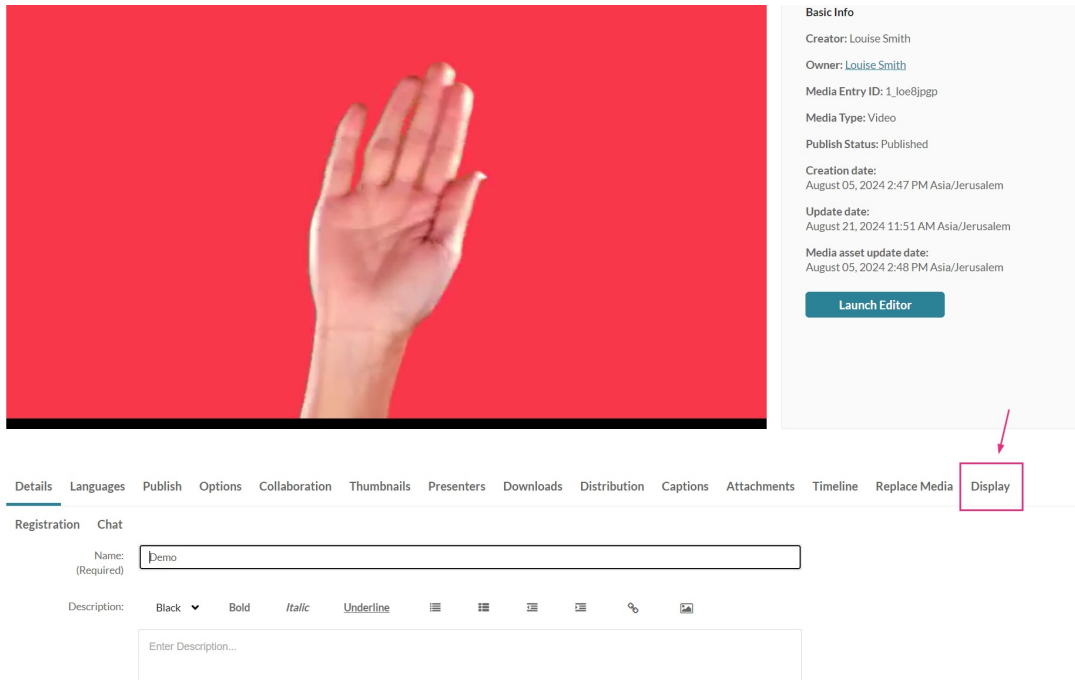 Basic Info
Creator: Louise Smith
Owner: Louise Smith
Media Entry ID: 1_loe8jpgp
Media Type: Video
Publish Status: Published
Creation date:
August 05, 2024 2:47 PM Asia/Jerusalem
Update date:
August 21, 2024 11:51 AM Asia/Jerusalem
Media asset update date:
August 05, 2024 2:48 PM Asia/Jerusalem
Launch Editor
Details Languages Publish Options Collaboration Thumbnails Presenters Downloads Distribution Captions Attachments Timeline Replace Media Display
Registration Chat
Name: Demo
(Required)
Description: Black Bold Italic Underline
Enter Description...